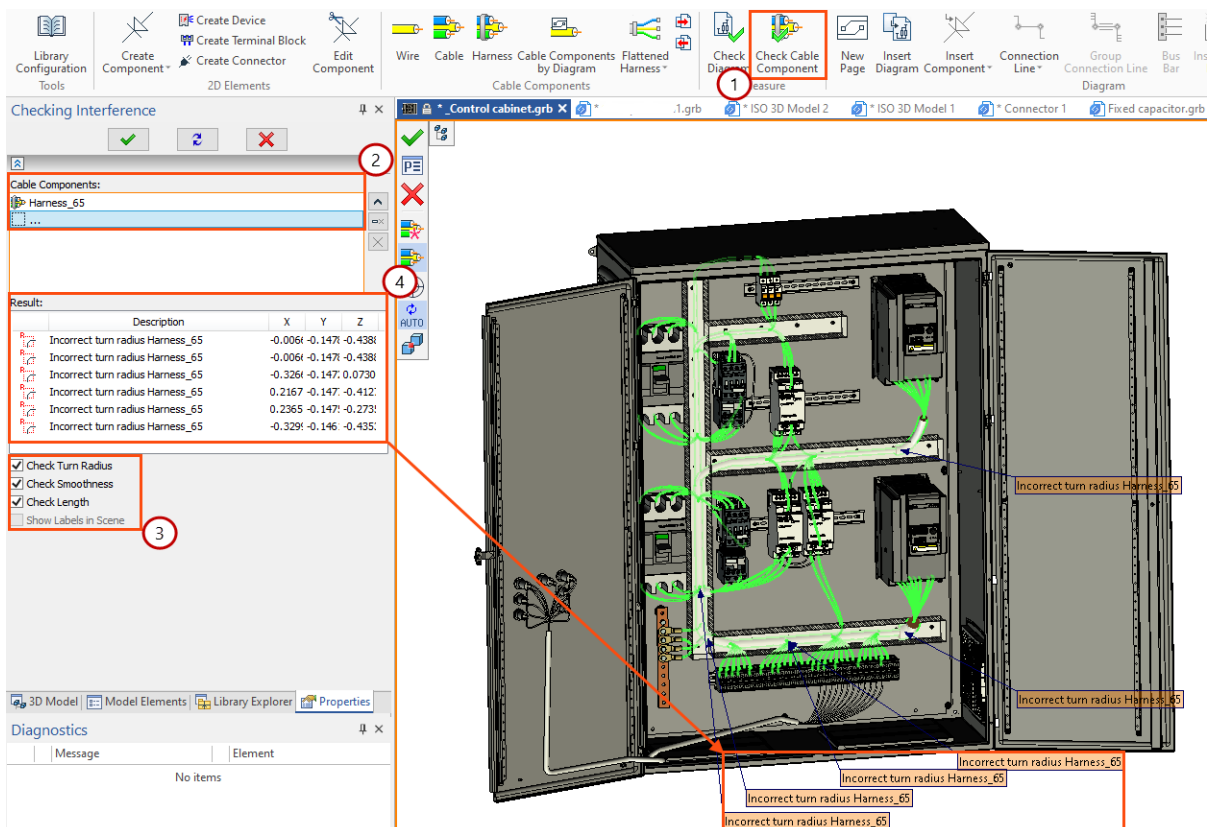 Library Configuration
Tools
Create Component
Create Device
Create Terminal Block
Create Connector
Edit Component
2D Elements
Wire
Cable
Harness
Cable Components by Diagram
Flattened Harness
Cable Components
Check Diagram
Check Cable Component
1
New Page
Insert Diagram
Insert Component
Connection Line
Group Connection Line
Bus Bar
Diagram
Checking Interference
* _Control cabinet.grb
*
.1.grb
* ISO 3D Model 2
* ISO 3D Model 1
* Connector 1
Fixed capacitor.grb
2
Cable Components:
Harness_65
...
4
AUTO
Result:
Description X Y Z
Incorrect turn radius Harness_65
Incorrect turn radius Harness_65
Incorrect turn radius Harness_65
Incorrect turn radius Harness_65
Incorrect turn radius Harness_65
Incorrect turn radius Harness_65
Check Turn Radius
Check Smoothness
Check Length
Show Labels in Scene
3
Incorrect turn radius Harness_65
Incorrect turn radius Harness_65
Incorrect turn radius Harness_65
Incorrect turn radius Harness_65
Incorrect turn radius Harness_65
Incorrect turn radius Harness_65
3D Model
Model Elements
Library Explorer
Properties
Diagnostics
Message Element
No items